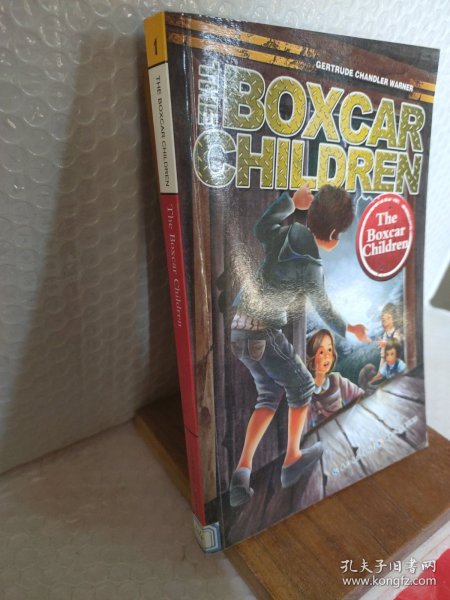 1
THE BOXCAR CHILDREN
The Boxcar Children
GERTRUDE CHANDLER WARNER
THE
BOXCAR
CHILDREN
The
Boxcar
Children
孔夫子旧书网
www.kongfz.com